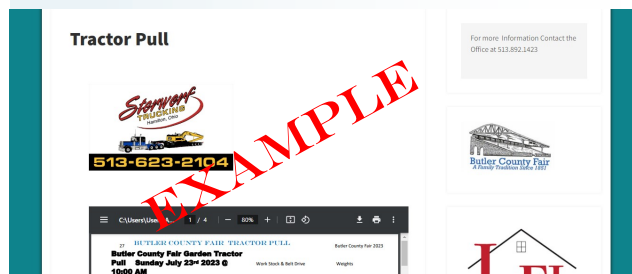 Tractor Pull
For more Information Contact the
Office at 513.892.1423
TRUCKING
Hamilton, Ohio
513-623-2104
EXAMPLE
Butler County Fair
A Family Tradition Since 1851
C:\Users\User\A... 1 / 4 | — 80% +
27 BUTLER COUNTY FAIR TRACTOR PULL Butler County Fair 2023
Butler County Fair Garden Tractor
Pull Sunday July 23rd 2023 @ Work Stock & Belt Drive Weights
10:00 AM